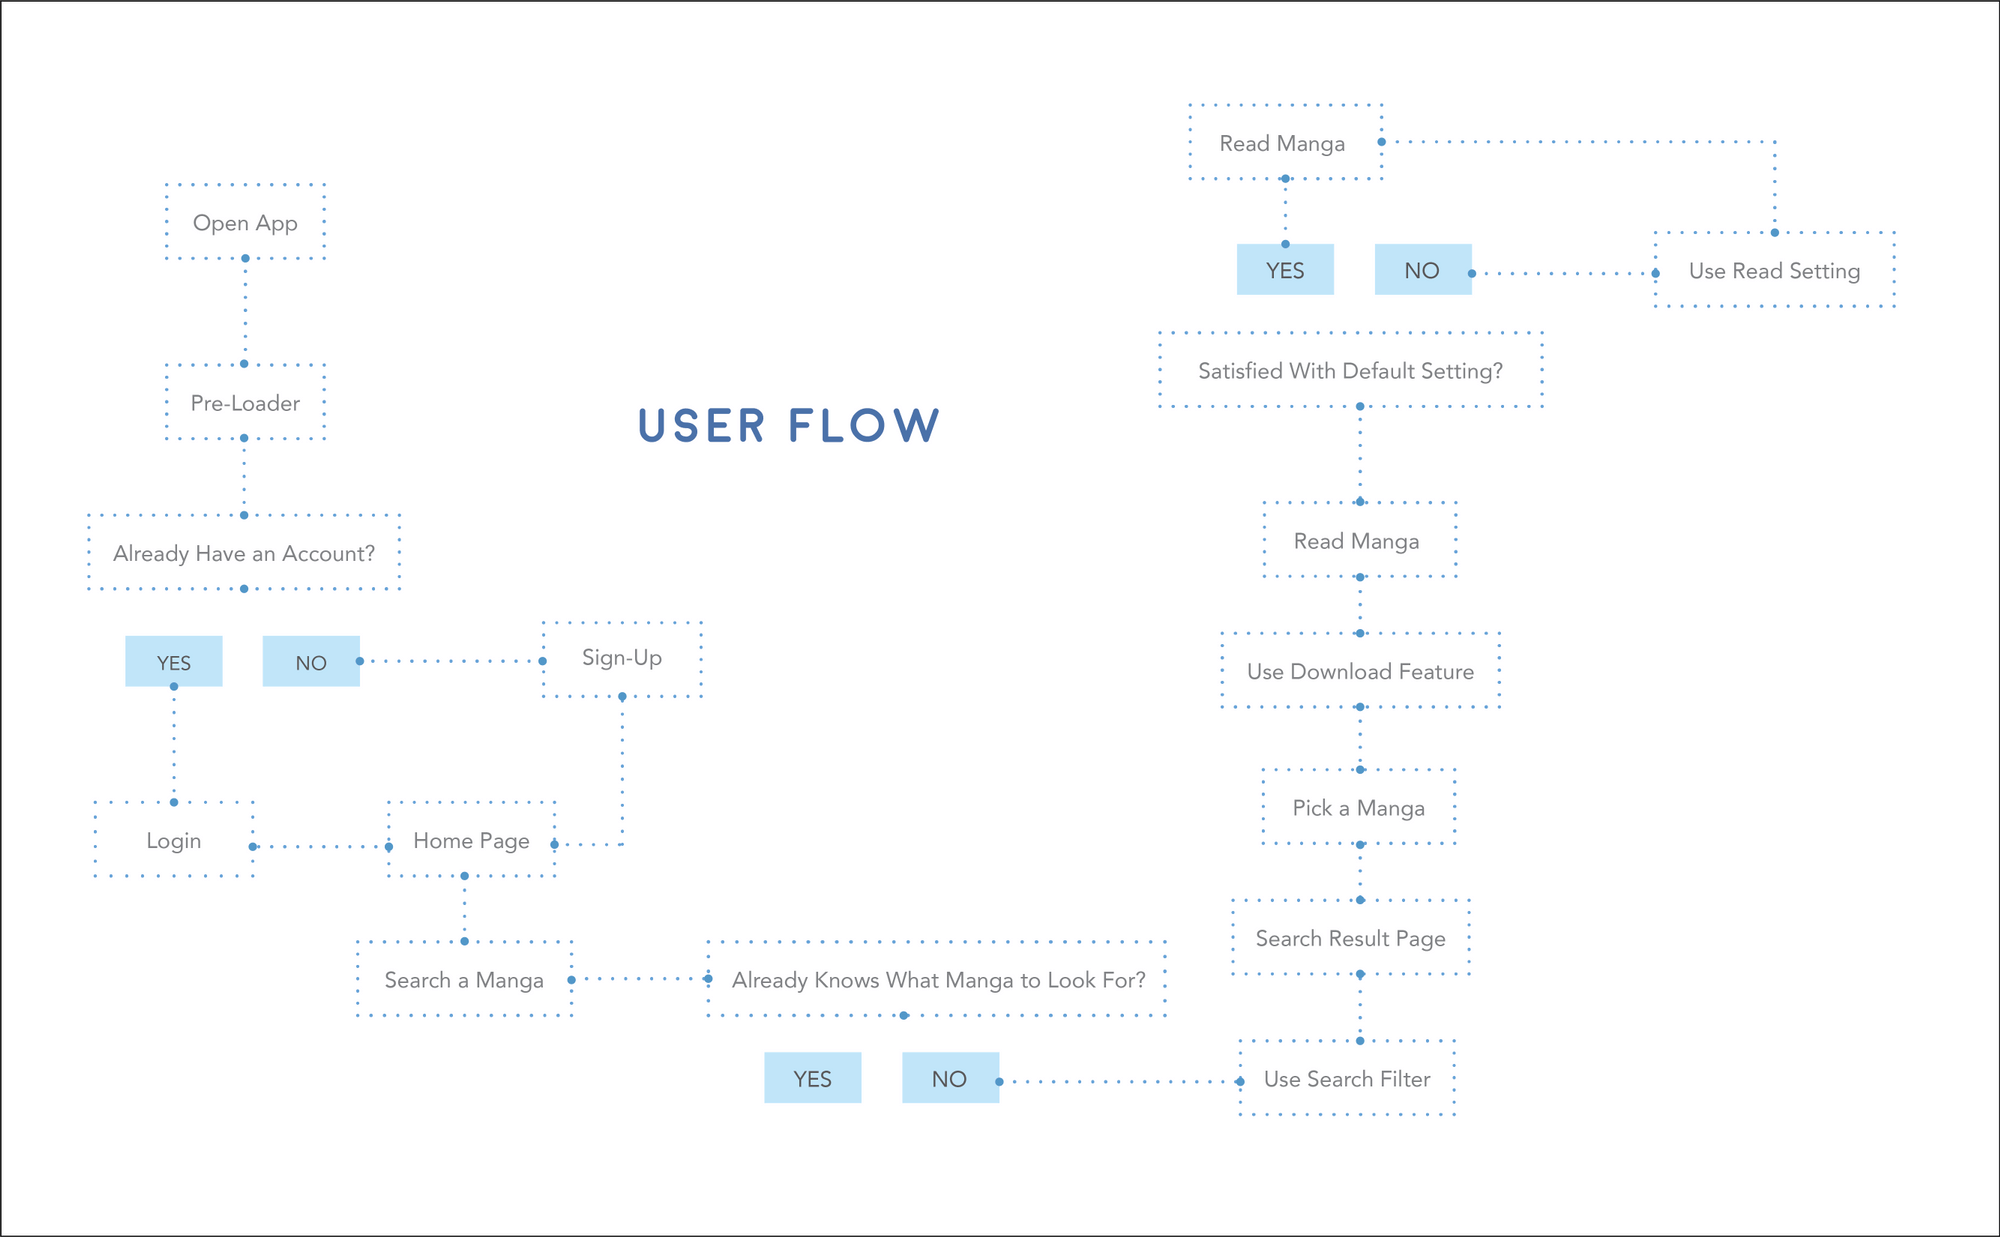 Open App
Pre-Loader
Already Have an Account?
YES
NO
Sign-Up
Login
Home Page
Search a Manga
Already Knows What Manga to Look For?
YES
NO
USER FLOW
Read Manga
YES
NO
Use Read Setting
Satisfied With Default Setting?
Read Manga
Use Download Feature
Pick a Manga
Search Result Page
Use Search Filter